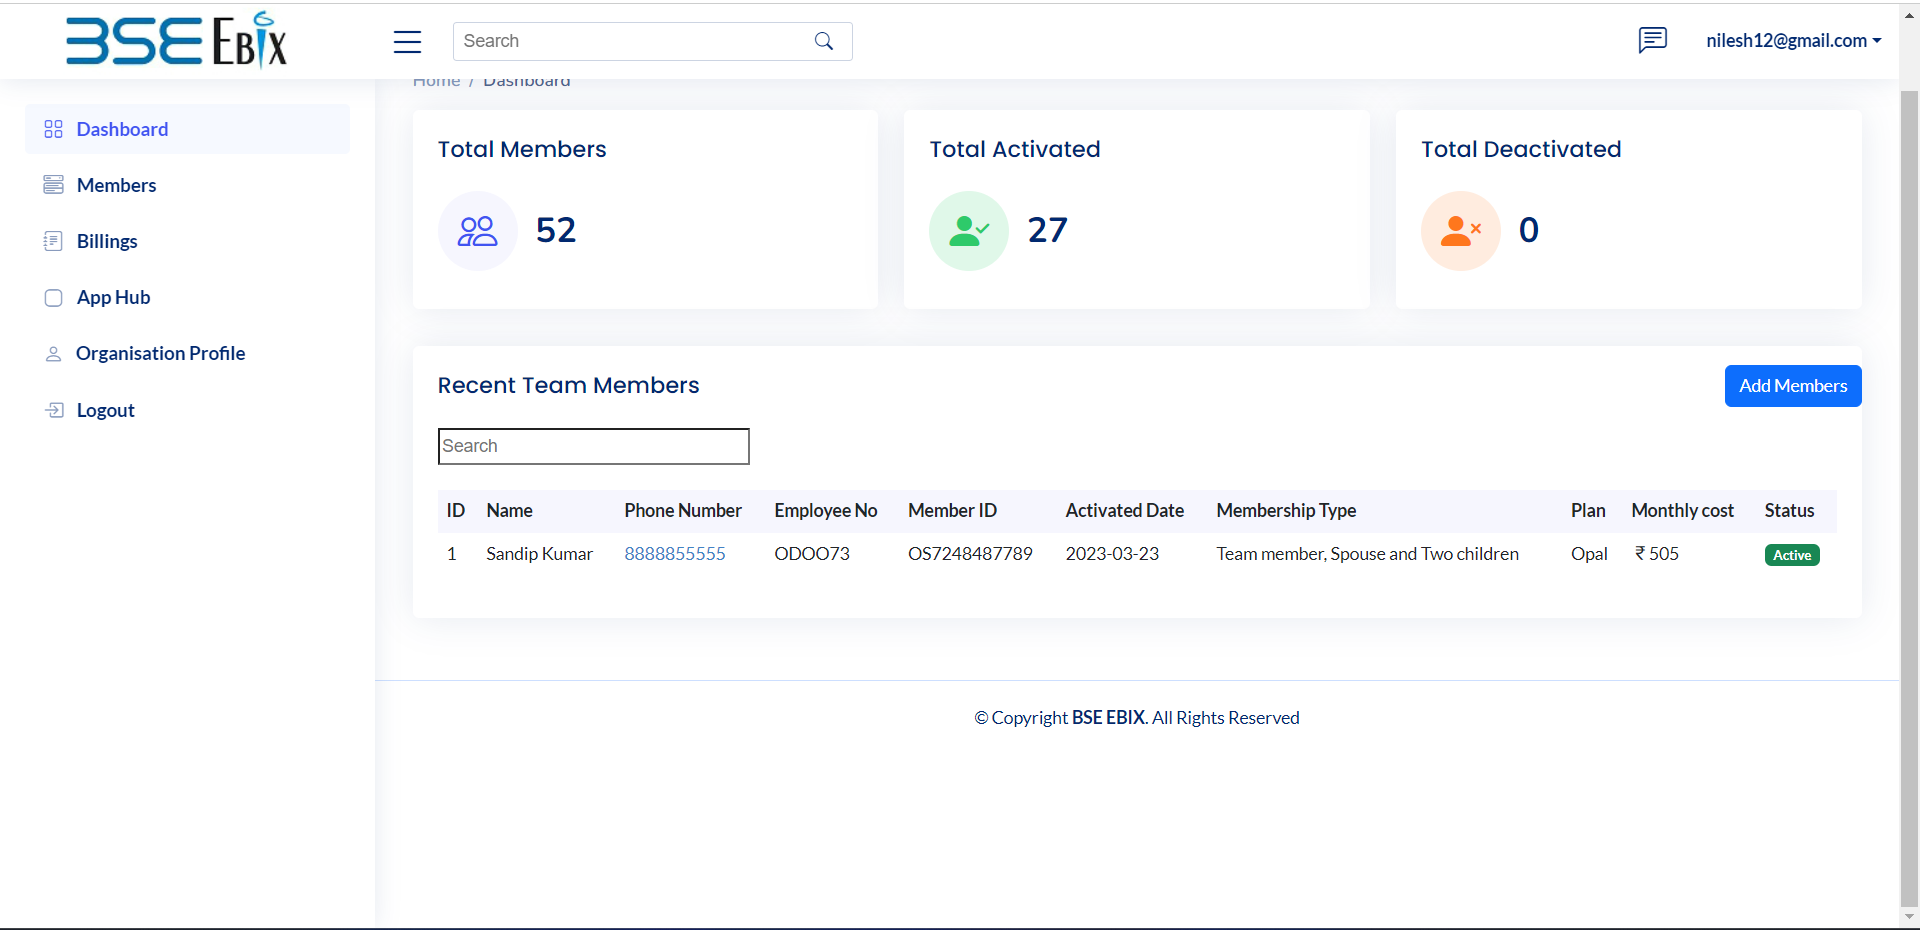 BSE EBIX
Search
nilesh12@gmail.com
Home / Dashboard
Dashboard
Members
Billings
App Hub
Organisation Profile
Logout
Total Members
52
Total Activated
27
Total Deactivated
0
Recent Team Members
Add Members
Search
ID Name Phone Number Employee No Member ID Activated Date Membership Type Plan Monthly cost Status
1 Sandip Kumar 8888855555 ODOO73 OS7248487789 2023-03-23 Team member, Spouse and Two children Opal ₹ 505 Active
© Copyright BSE EBIX. All Rights Reserved